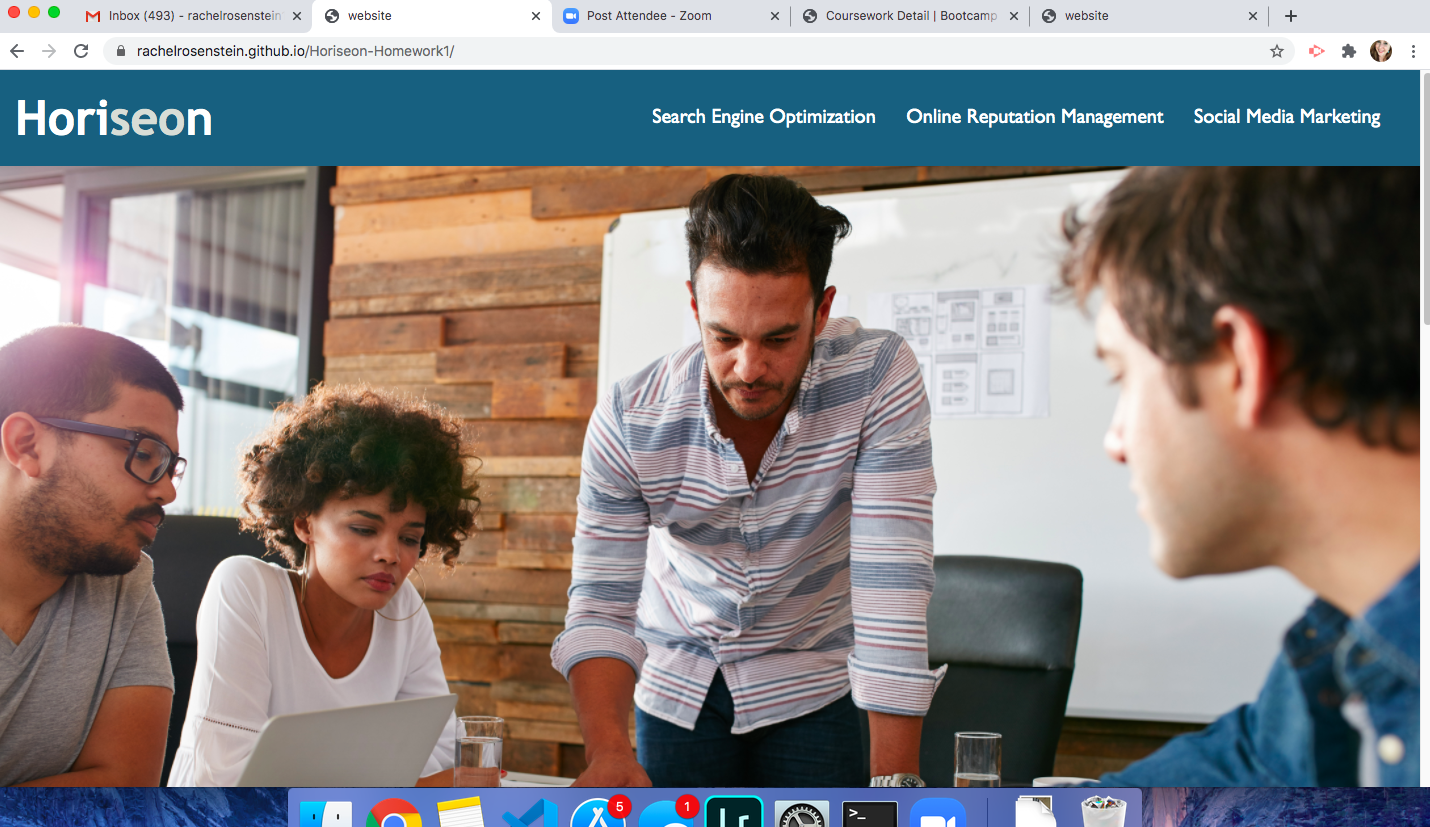 Inbox (493) - rachelrosenstein
website
Post Attendee - Zoom
Coursework Detail | Bootcamp
website
rachelrosenstein.github.io/Horiseon-Homework1/
Horiseon
Search Engine Optimization
Online Reputation Management
Social Media Marketing
5
1
Lr
>_